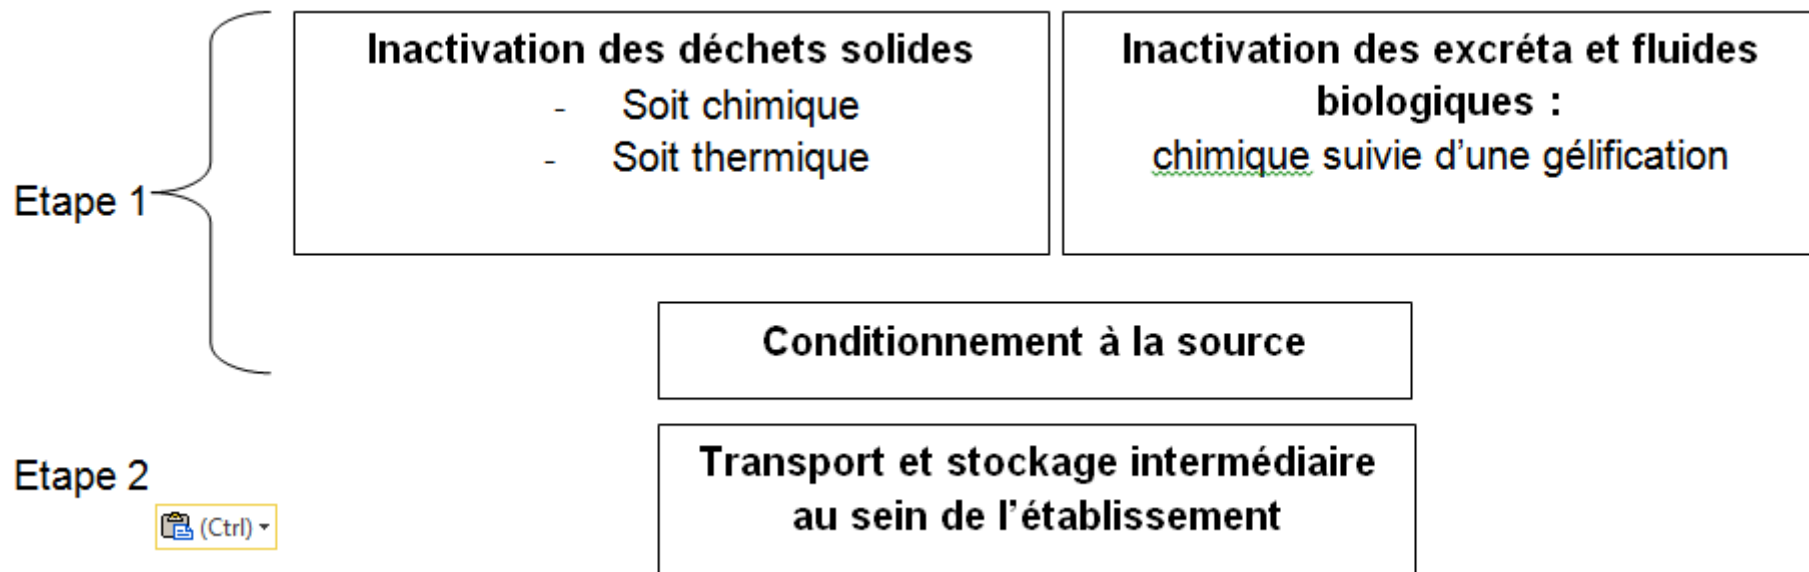 Inactivation des déchets solides
- Soit chimique
- Soit thermique
Inactivation des excréta et fluides
biologiques :
chimique suivie d'une gélification
Etape 1
Conditionnement à la source
Etape 2
Transport et stockage intermédiaire
au sein de l'établissement
(Ctrl)